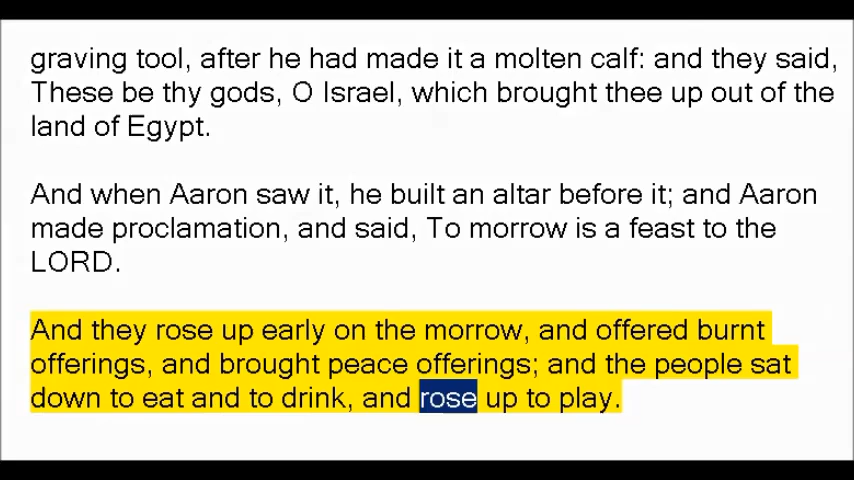 graving tool, after he had made it a molten calf: and they said,
These be thy gods, O Israel, which brought thee up out of the
land of Egypt.
And when Aaron saw it, he built an altar before it; and Aaron
made proclamation, and said, To morrow is a feast to the
LORD.
And they rose up early on the morrow, and offered burnt
offerings, and brought peace offerings; and the people sat
down to eat and to drink, and rose up to play.